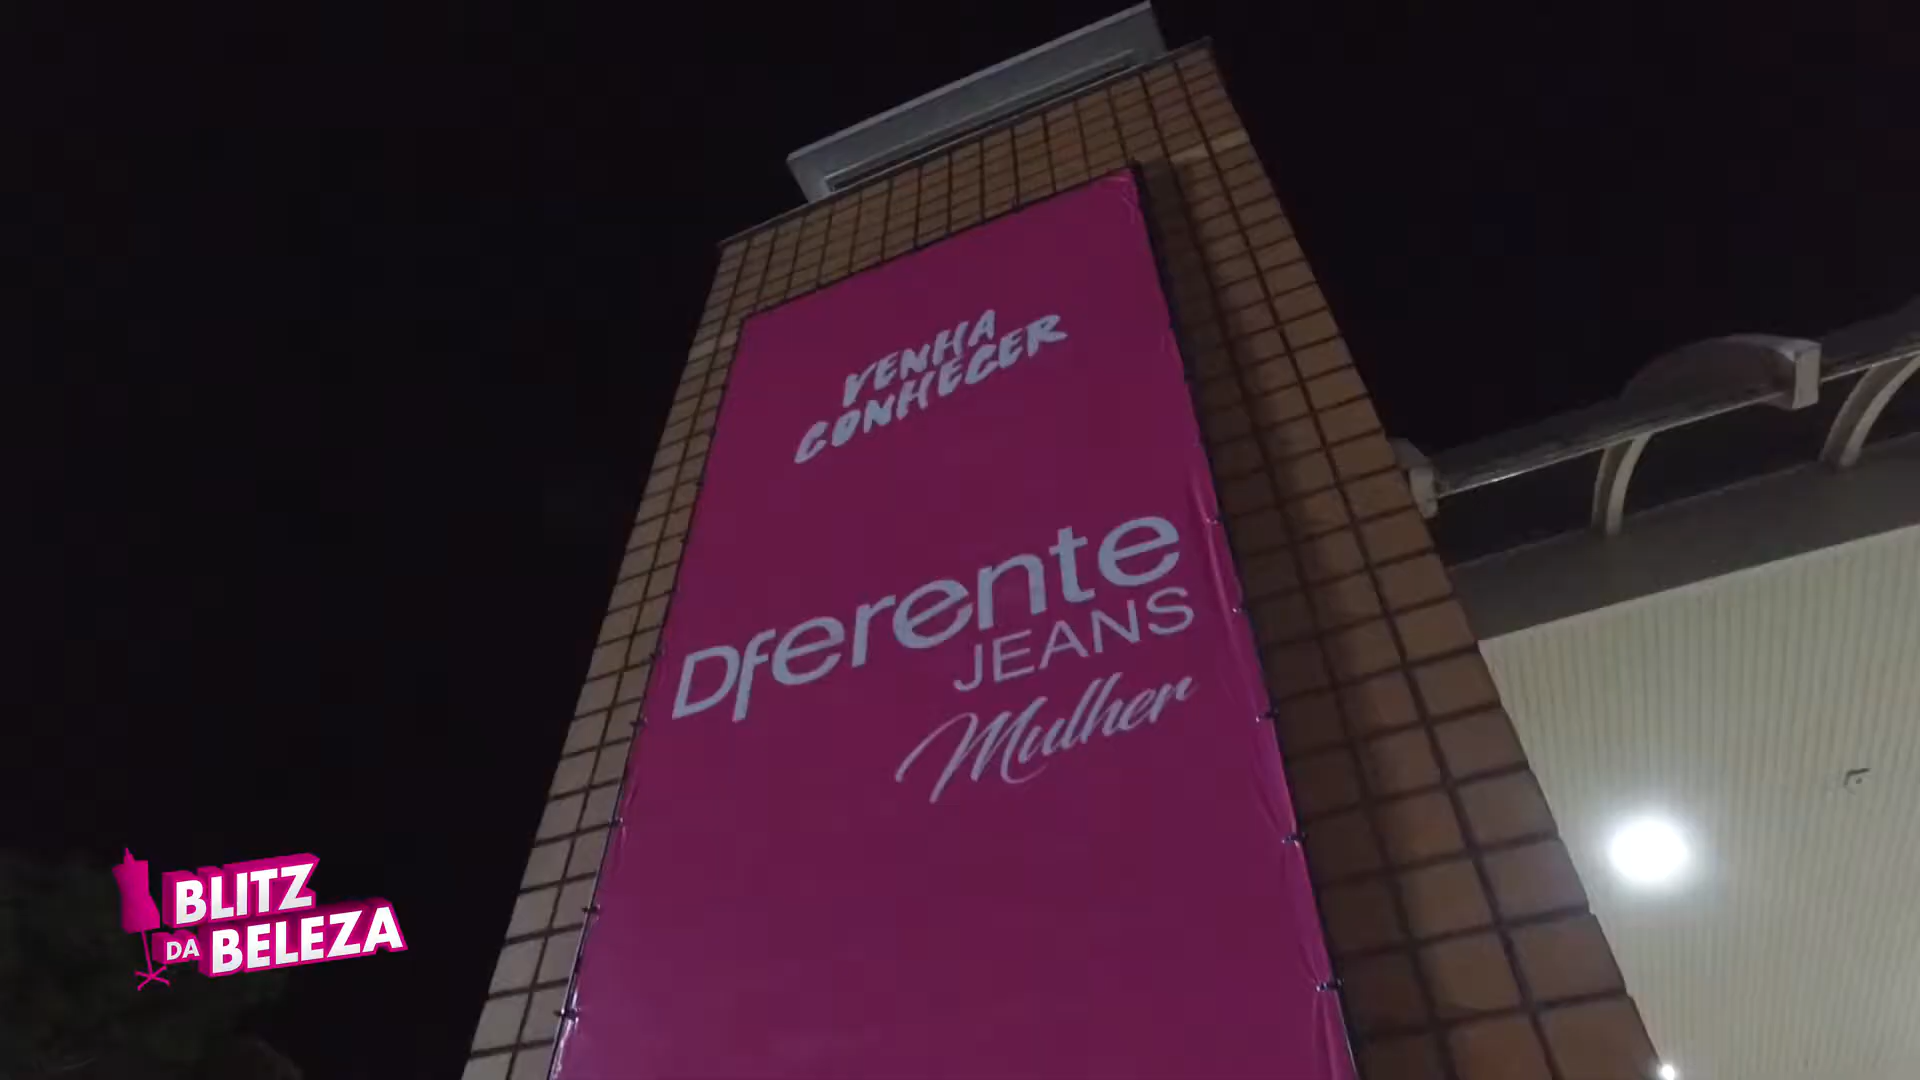 VENHA
CONHECER
Dferente
JEANS
Mulher
BLITZ
DA BELEZA